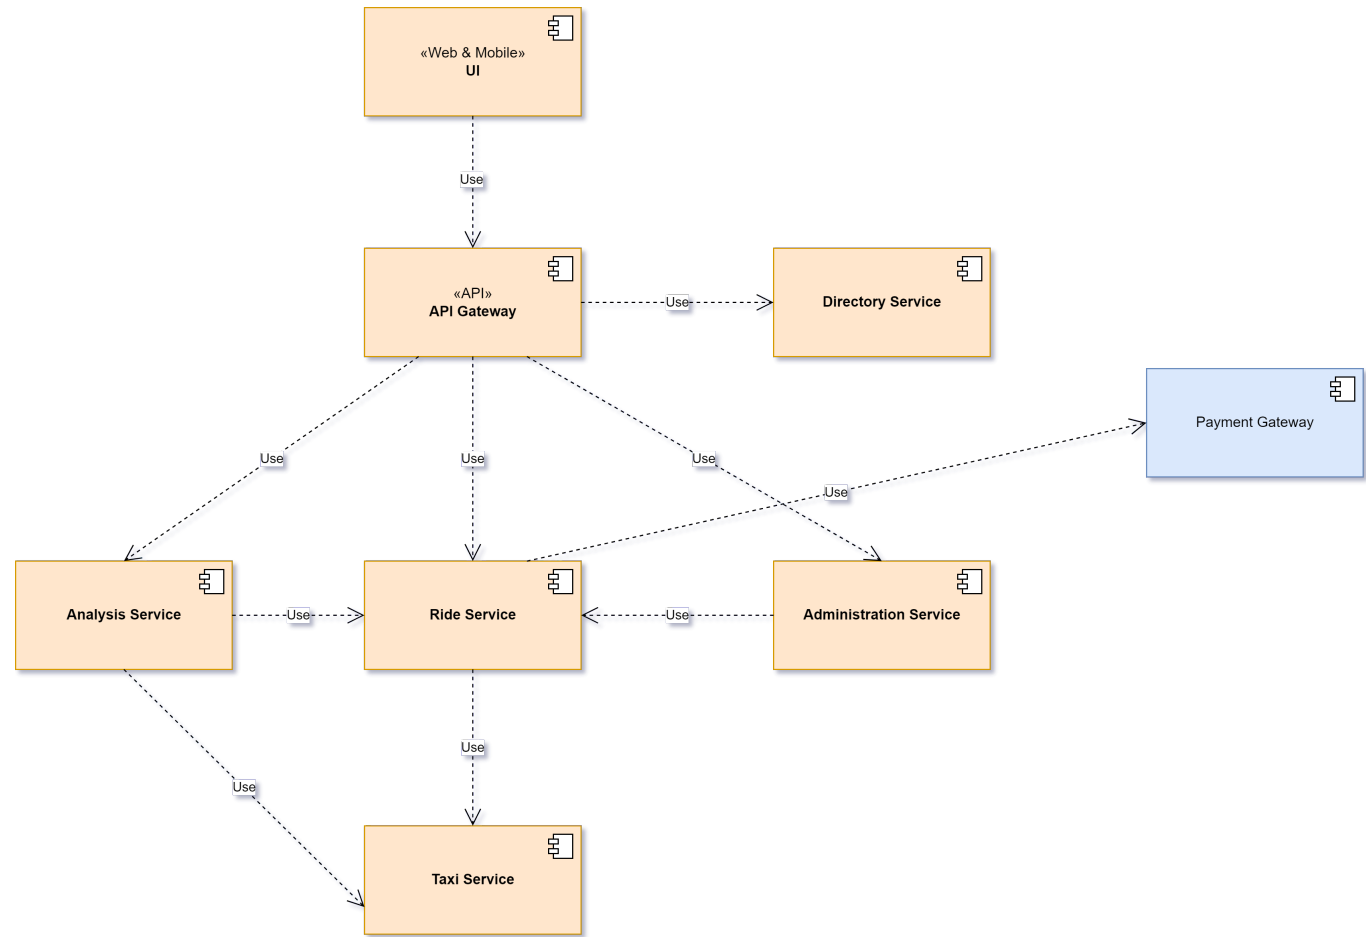 «Web & Mobile»
UI
Use
«API»
API Gateway
Use
Directory Service
Payment Gateway
Use
Use
Use
Use
Analysis Service
Use
Ride Service
Use
Administration Service
Use
Use
Taxi Service